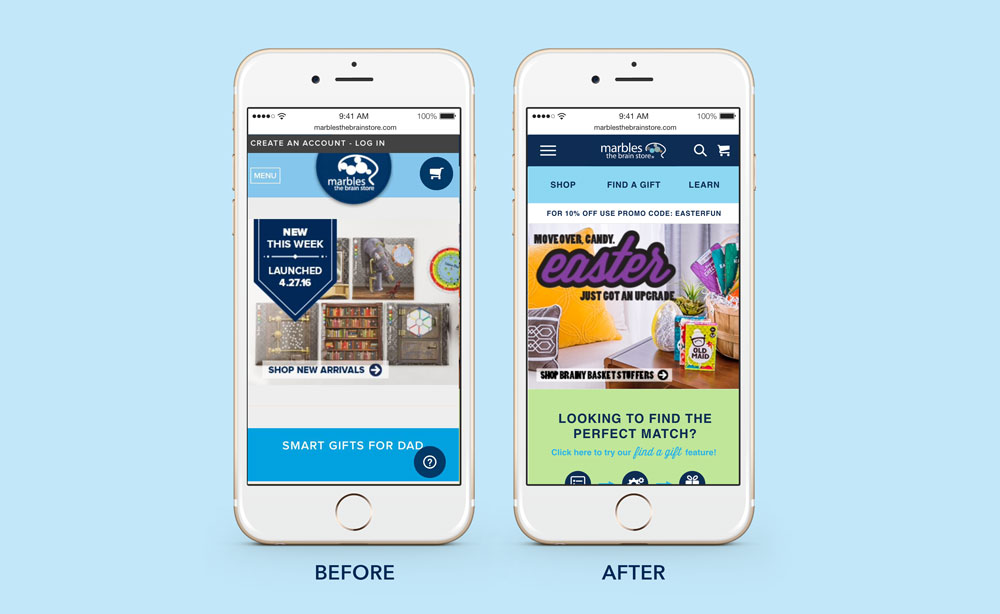 9:41 AM
100%
marblesthebrainstore.com
CREATE AN ACCOUNT - LOG IN
MENU
marbles
the brain store
NEW
THIS WEEK
LAUNCHED
4.27.16
SHOP NEW ARRIVALS
SMART GIFTS FOR DAD
?
BEFORE
9:41 AM
100%
marblesthebrainstore.com
marbles
the brain store®
SHOP FIND A GIFT LEARN
FOR 10% OFF USE PROMO CODE: EASTERFUN
MOVE OVER, CANDY.
easter
JUST GOT AN UPGRADE
OLD
MAID
SHOP BRAINY BASKET STUFFERS
LOOKING TO FIND THE
PERFECT MATCH?
Click here to try our find a gift feature!
AFTER